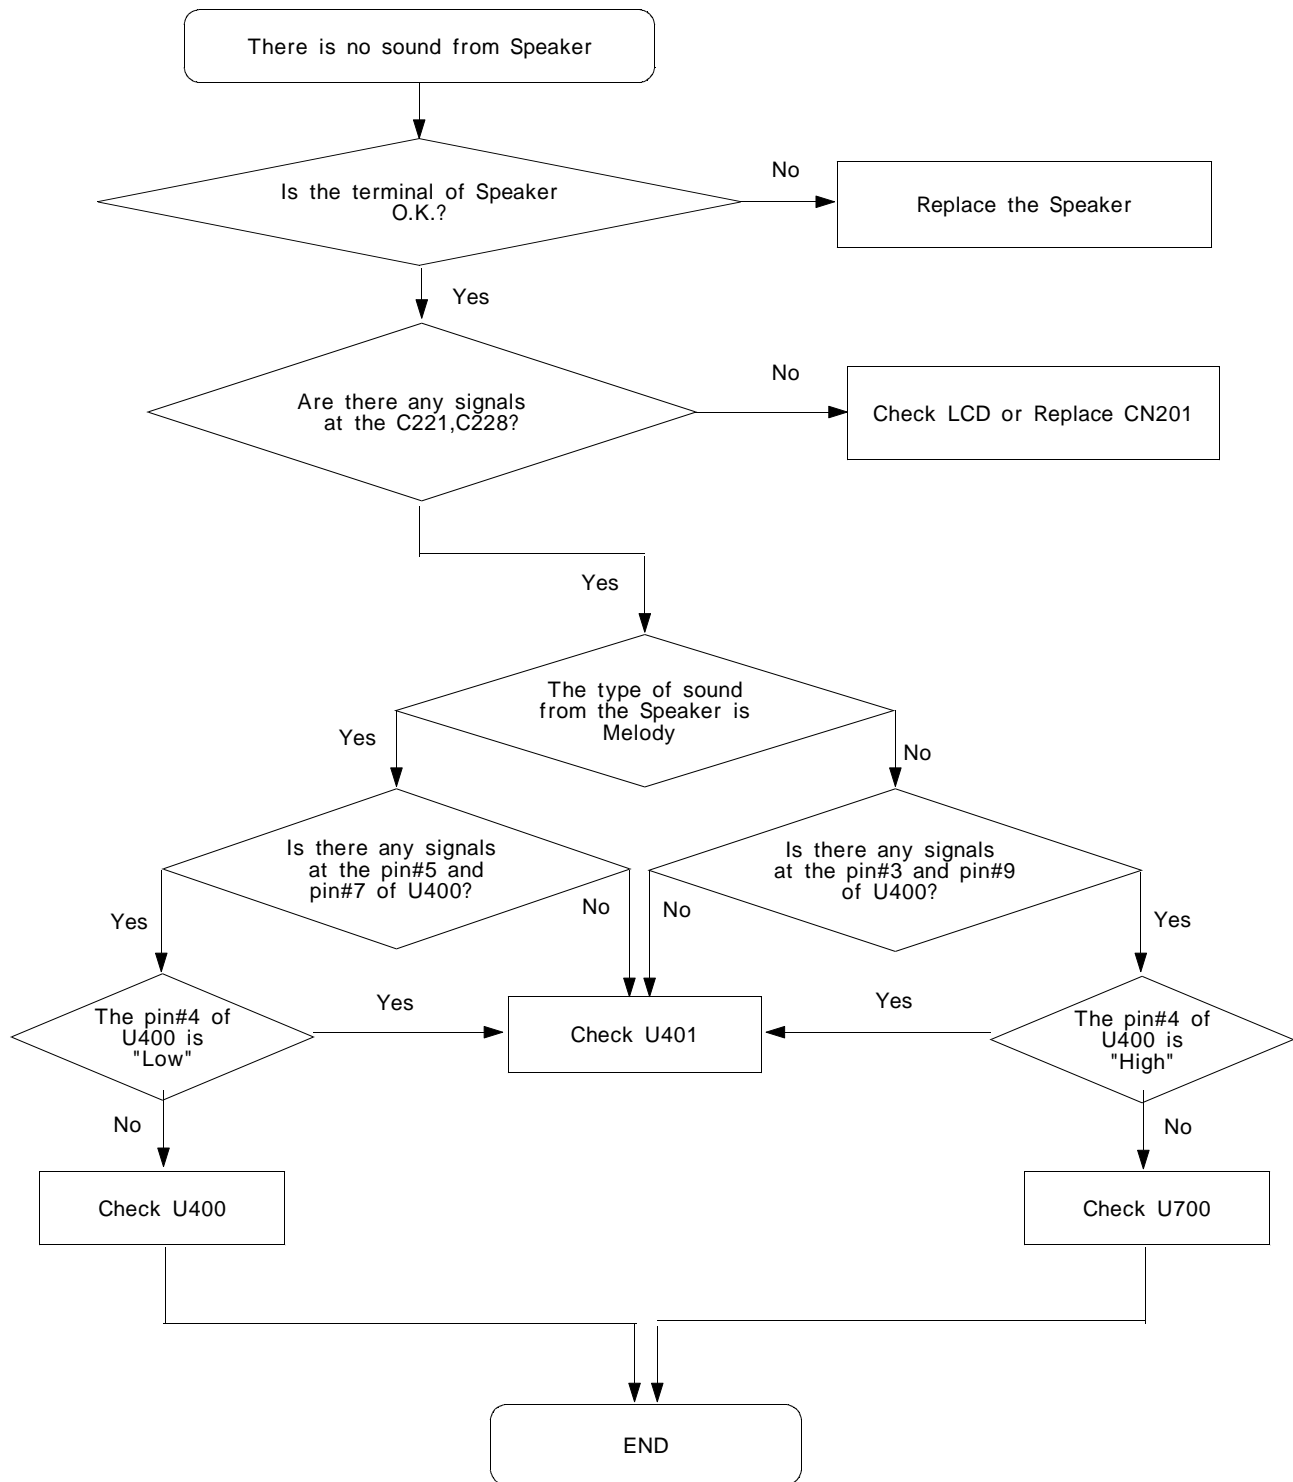 There is no sound from Speaker
Is the terminal of Speaker
O.K.?
No
Replace the Speaker
Yes
Are there any signals
at the C221,C228?
No
Check LCD or Replace CN201
Yes
The type of sound
from the Speaker is
Melody
Yes
No
Is there any signals
at the pin#5 and
pin#7 of U400?
Is there any signals
at the pin#3 and pin#9
of U400?
Yes
No
No
Yes
The pin#4 of
U400 is
"Low"
Yes
Check U401
Yes
The pin#4 of
U400 is
"High"
No
No
Check U400
Check U700
END